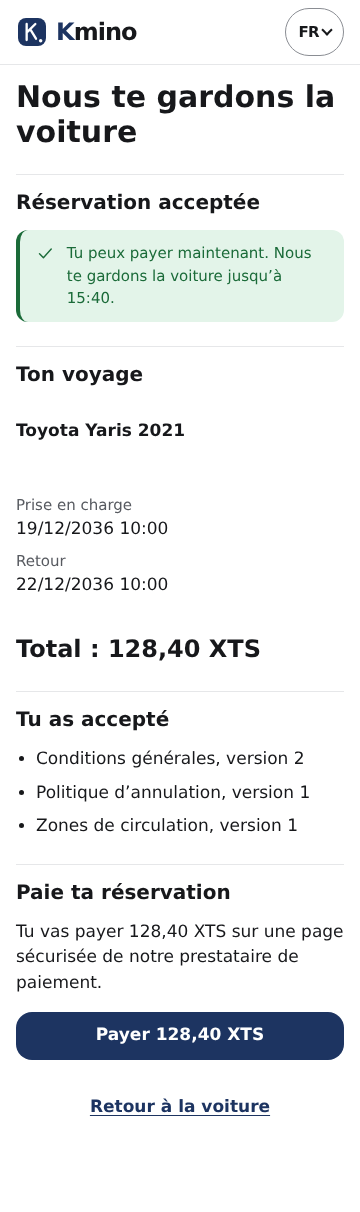 K. Kmino
FR
Nous te gardons la
voiture
Réservation acceptée
Tu peux payer maintenant. Nous
te gardons la voiture jusqu’à
15:40.
Ton voyage
Toyota Yaris 2021
Prise en charge
19/12/2036 10:00
Retour
22/12/2036 10:00
Total : 128,40 XTS
Tu as accepté
• Conditions générales, version 2
• Politique d’annulation, version 1
• Zones de circulation, version 1
Paie ta réservation
Tu vas payer 128,40 XTS sur une page
sécurisée de notre prestataire de
paiement.
Payer 128,40 XTS
Retour à la voiture